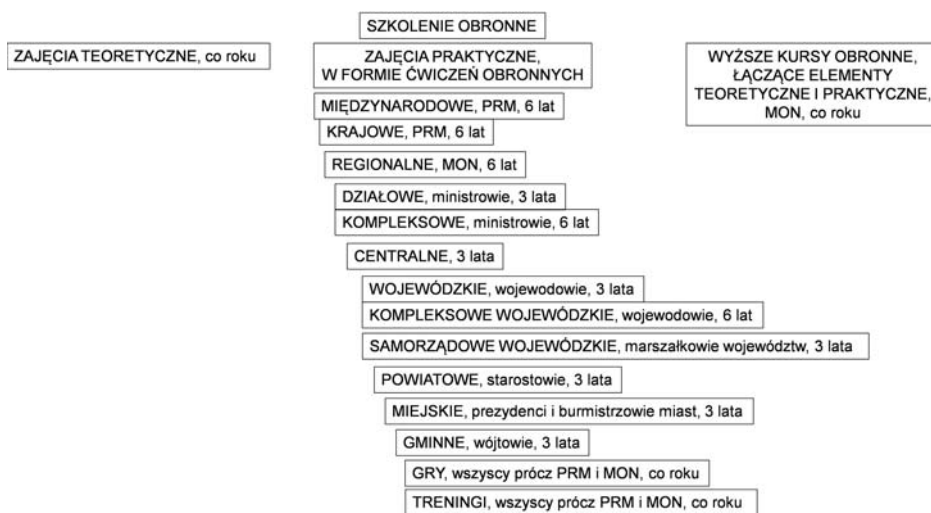 SZKOLENIE OBRONNE
ZAJĘCIA TEORETYCZNE, co roku
ZAJĘCIA PRAKTYCZNE,
W FORMIE ĆWICZEŃ OBRONNYCH
WYŻSZE KURSY OBRONNE,
ŁĄCZĄCE ELEMENTY
TEORETYCZNE I PRAKTYCZNE,
MON, co roku
MIĘDZYNARODOWE, PRM, 6 lat
KRAJOWE, PRM, 6 lat
REGIONALNE, MON, 6 lat
DZIAŁOWE, ministrowie, 3 lata
KOMPLEKSOWE, ministrowie, 6 lat
CENTRALNE, 3 lata
WOJEWÓDZKIE, wojewodowie, 3 lata
KOMPLEKSOWE WOJEWÓDZKIE, wojewodowie, 6 lat
SAMORZĄDOWE WOJEWÓDZKIE, marszałkowie województw, 3 lata
POWIATOWE, starostowie, 3 lata
MIEJSKIE, prezydenci i burmistrzowie miast, 3 lata
GMINNE, wójtowie, 3 lata
GRY, wszyscy prócz PRM i MON, co roku
TRENINGI, wszyscy prócz PRM i MON, co roku